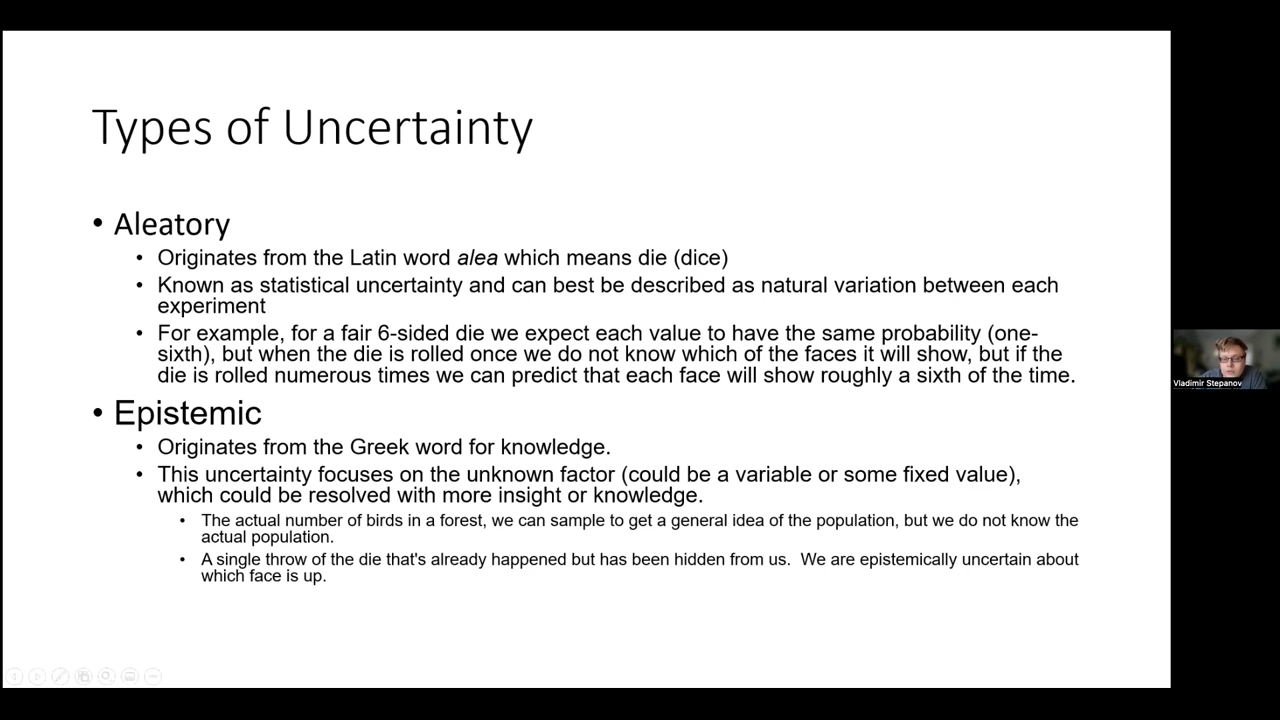 Types of Uncertainty
• Aleatory
• Originates from the Latin word alea which means die (dice)
• Known as statistical uncertainty and can best be described as natural variation between each
experiment
• For example, for a fair 6-sided die we expect each value to have the same probability (one-
sixth), but when the die is rolled once we do not know which of the faces it will show, but if the
die is rolled numerous times we can predict that each face will show roughly a sixth of the time.
• Epistemic
• Originates from the Greek word for knowledge.
• This uncertainty focuses on the unknown factor (could be a variable or some fixed value),
which could be resolved with more insight or knowledge.
• The actual number of birds in a forest, we can sample to get a general idea of the population, but we do not know the
actual population.
• A single throw of the die that's already happened but has been hidden from us.  We are epistemically uncertain about
which face is up.
Vladimir Stepanov